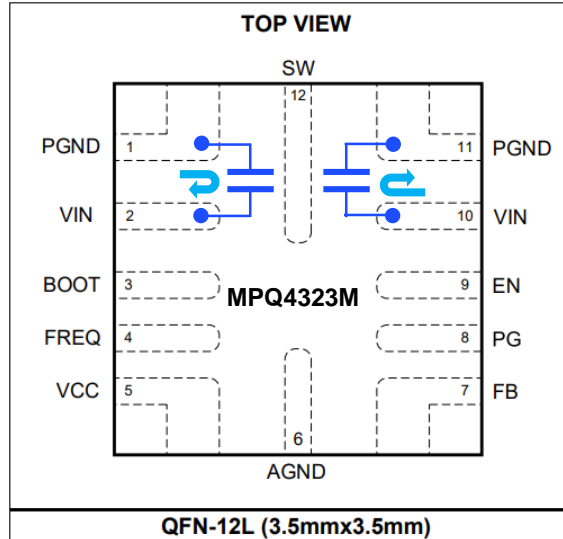 TOP VIEW
SW
12
PGND 1
11 PGND
VIN 2
10 VIN
BOOT 3
MPQ4323M
9 EN
FREQ 4
8 PG
VCC 5
7 FB
6
AGND
QFN-12L (3.5mmx3.5mm)